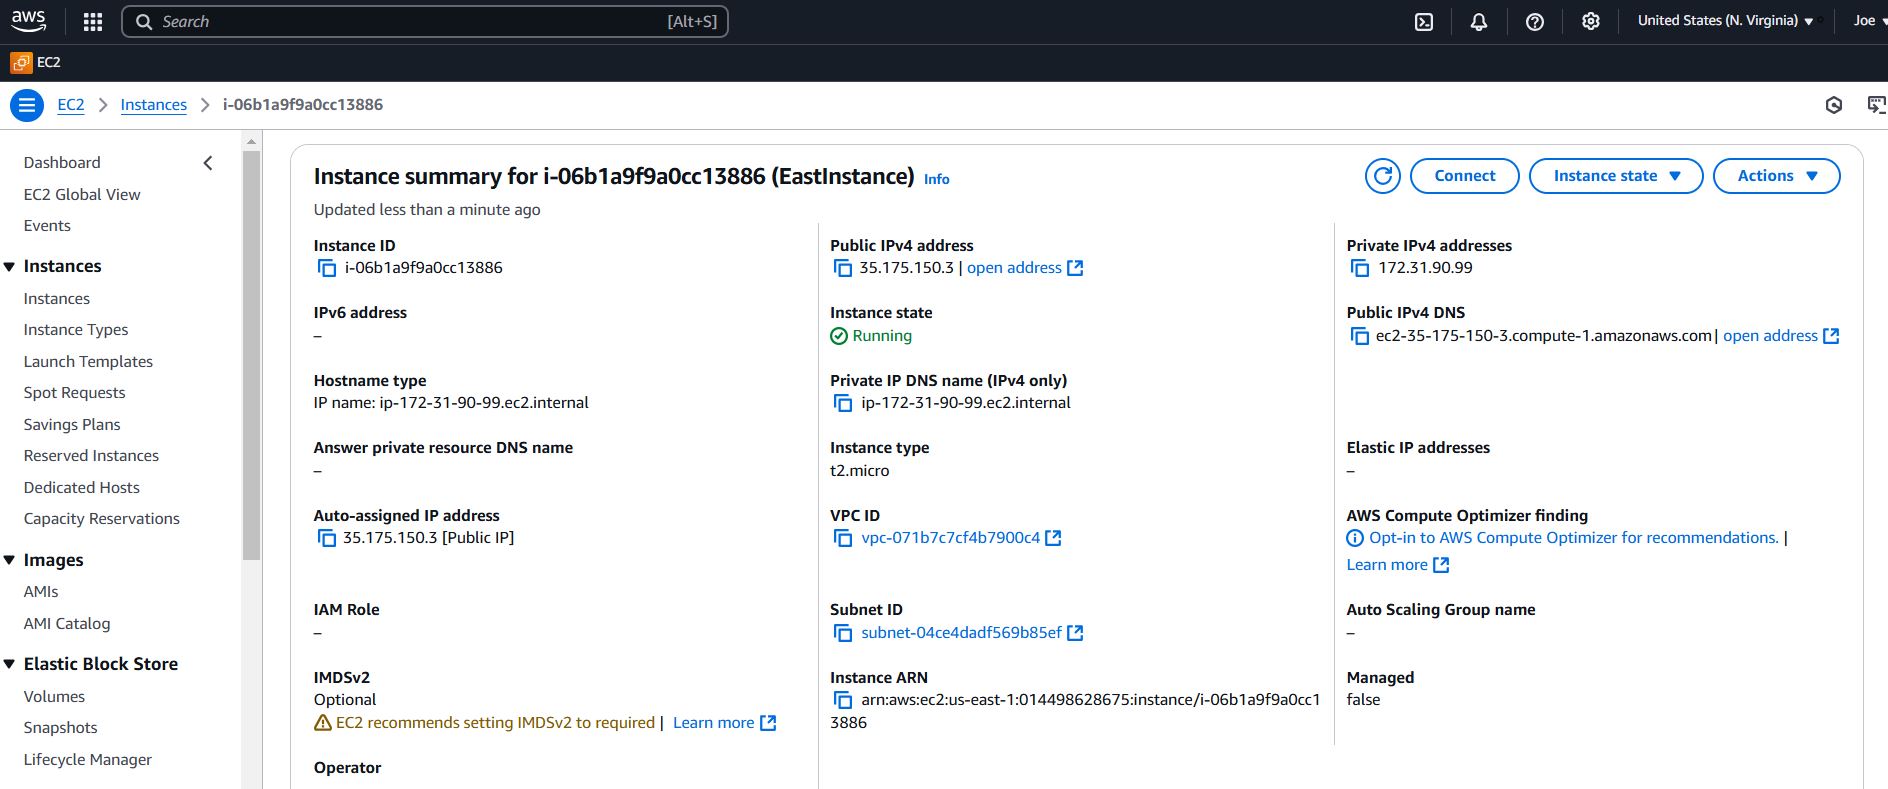 aws
Search [Alt+S]
United States (N. Virginia)
Joe
EC2
EC2
Instances
i-06b1a9f9a0cc13886
Dashboard
EC2 Global View
Events
Instances
Instances
Instance Types
Launch Templates
Spot Requests
Savings Plans
Reserved Instances
Dedicated Hosts
Capacity Reservations
Images
AMIs
AMI Catalog
Elastic Block Store
Volumes
Snapshots
Lifecycle Manager
Instance summary for i-06b1a9f9a0cc13886 (EastInstance) Info
Updated less than a minute ago
Connect
Instance state
Actions
Instance ID
i-06b1a9f9a0cc13886
Public IPv4 address
35.175.150.3 | open address
Private IPv4 addresses
172.31.90.99
IPv6 address
–
Instance state
Running
Public IPv4 DNS
ec2-35-175-150-3.compute-1.amazonaws.com | open address
Hostname type
IP name: ip-172-31-90-99.ec2.internal
Private IP DNS name (IPv4 only)
ip-172-31-90-99.ec2.internal
Answer private resource DNS name
–
Instance type
t2.micro
Elastic IP addresses
–
Auto-assigned IP address
35.175.150.3 [Public IP]
VPC ID
vpc-071b7c7cf4b7900c4
AWS Compute Optimizer finding
Opt-in to AWS Compute Optimizer for recommendations. |
Learn more
IAM Role
–
Subnet ID
subnet-04ce4dadf569b85ef
Auto Scaling Group name
–
IMDSv2
Optional
EC2 recommends setting IMDSv2 to required | Learn more
Instance ARN
arn:aws:ec2:us-east-1:014498628675:instance/i-06b1a9f9a0cc1
3886
Managed
false
Operator